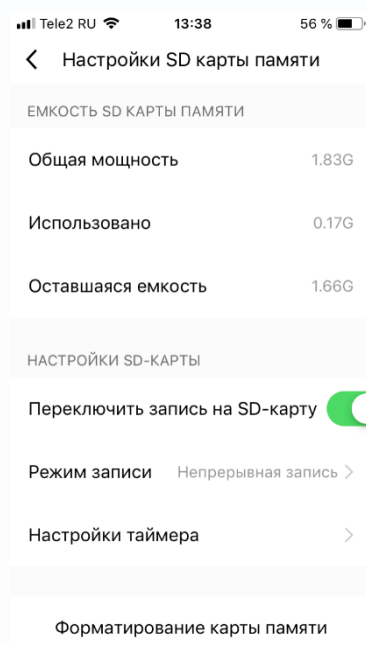 Tele2 RU 13:38 56 %
Настройки SD карты памяти
ЕМКОСТЬ SD КАРТЫ ПАМЯТИ
Общая мощность 1.83G
Использовано 0.17G
Оставшаяся емкость 1.66G
НАСТРОЙКИ SD-КАРТЫ
Переключить запись на SD-карту
Режим записи Непрерывная запись
Настройки таймера
Форматирование карты памяти